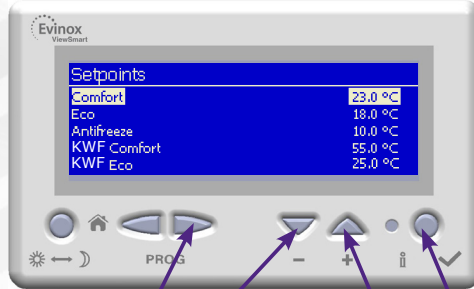 Evinox
ViewSmart
Setpoints
Comfort 23.0 °C
Eco 18.0 °C
Antifreeze 10.0 °C
KWF Comfort 55.0 °C
KWF Eco 25.0 °C
PROG - + i